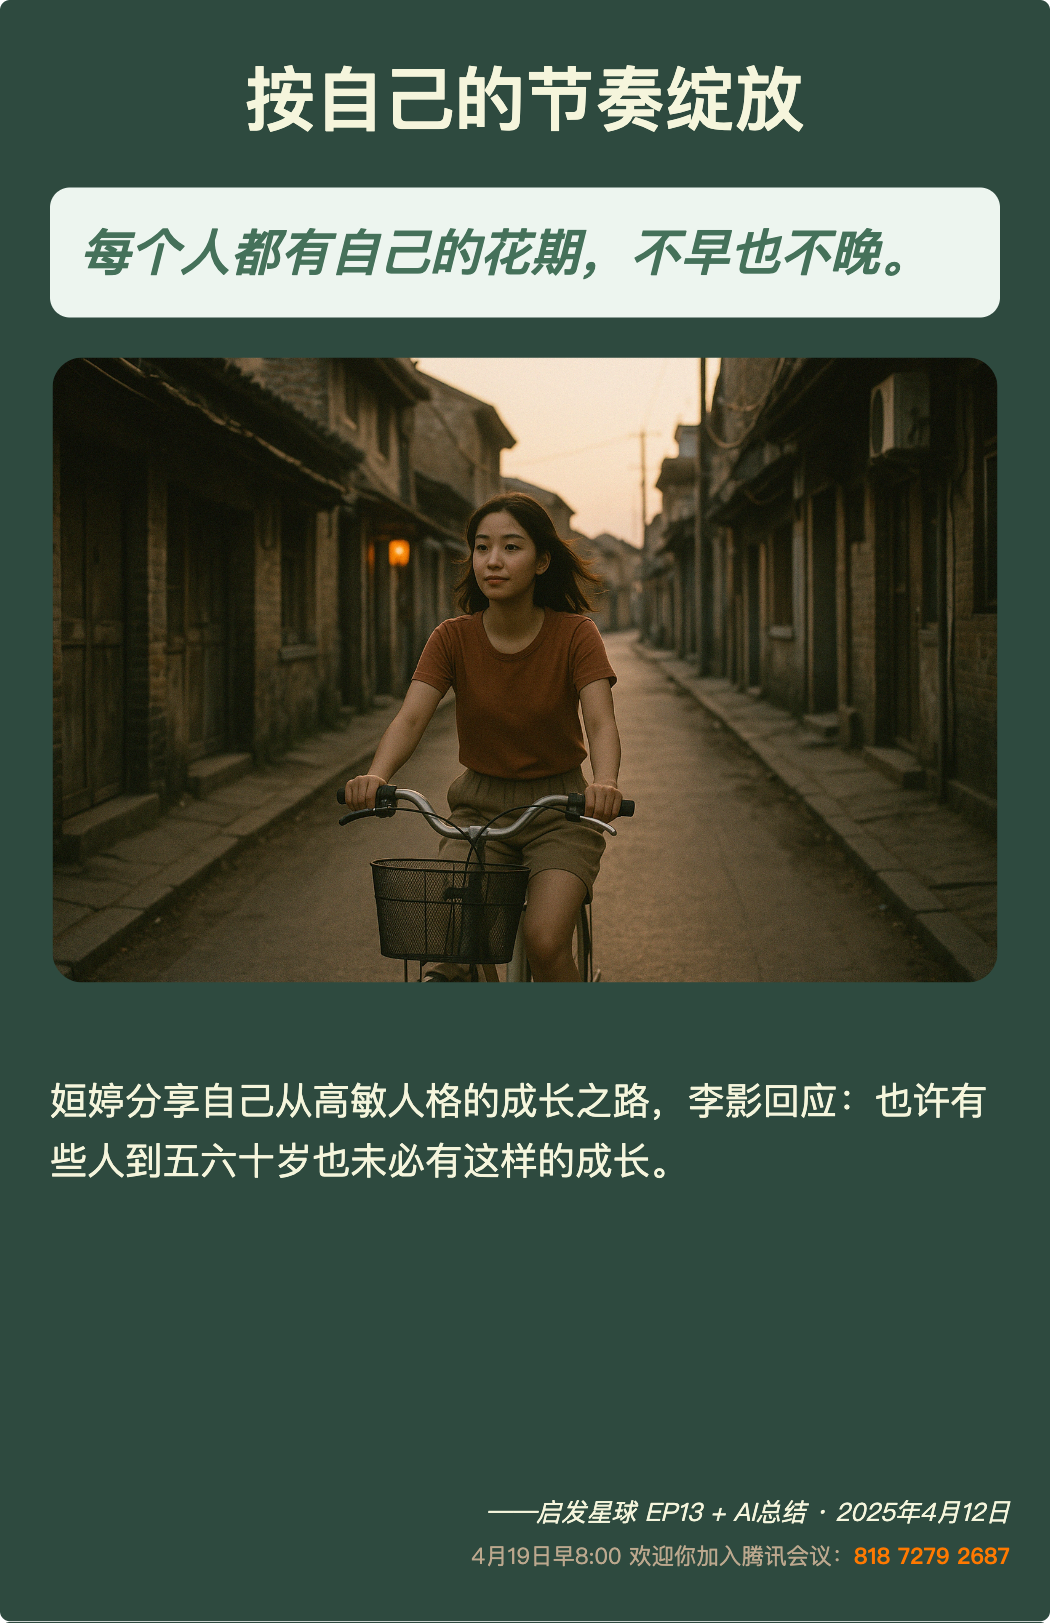 按自己的节奏绽放
每个人都有自己的花期，不早也不晚。
姮婷分享自己从高敏人格的成长之路，李影回应：也许有
些人到五六十岁也未必有这样的成长。
——启发星球 EP13 + AI总结 · 2025年4月12日
4月19日早8:00 欢迎你加入腾讯会议：818 7279 2687